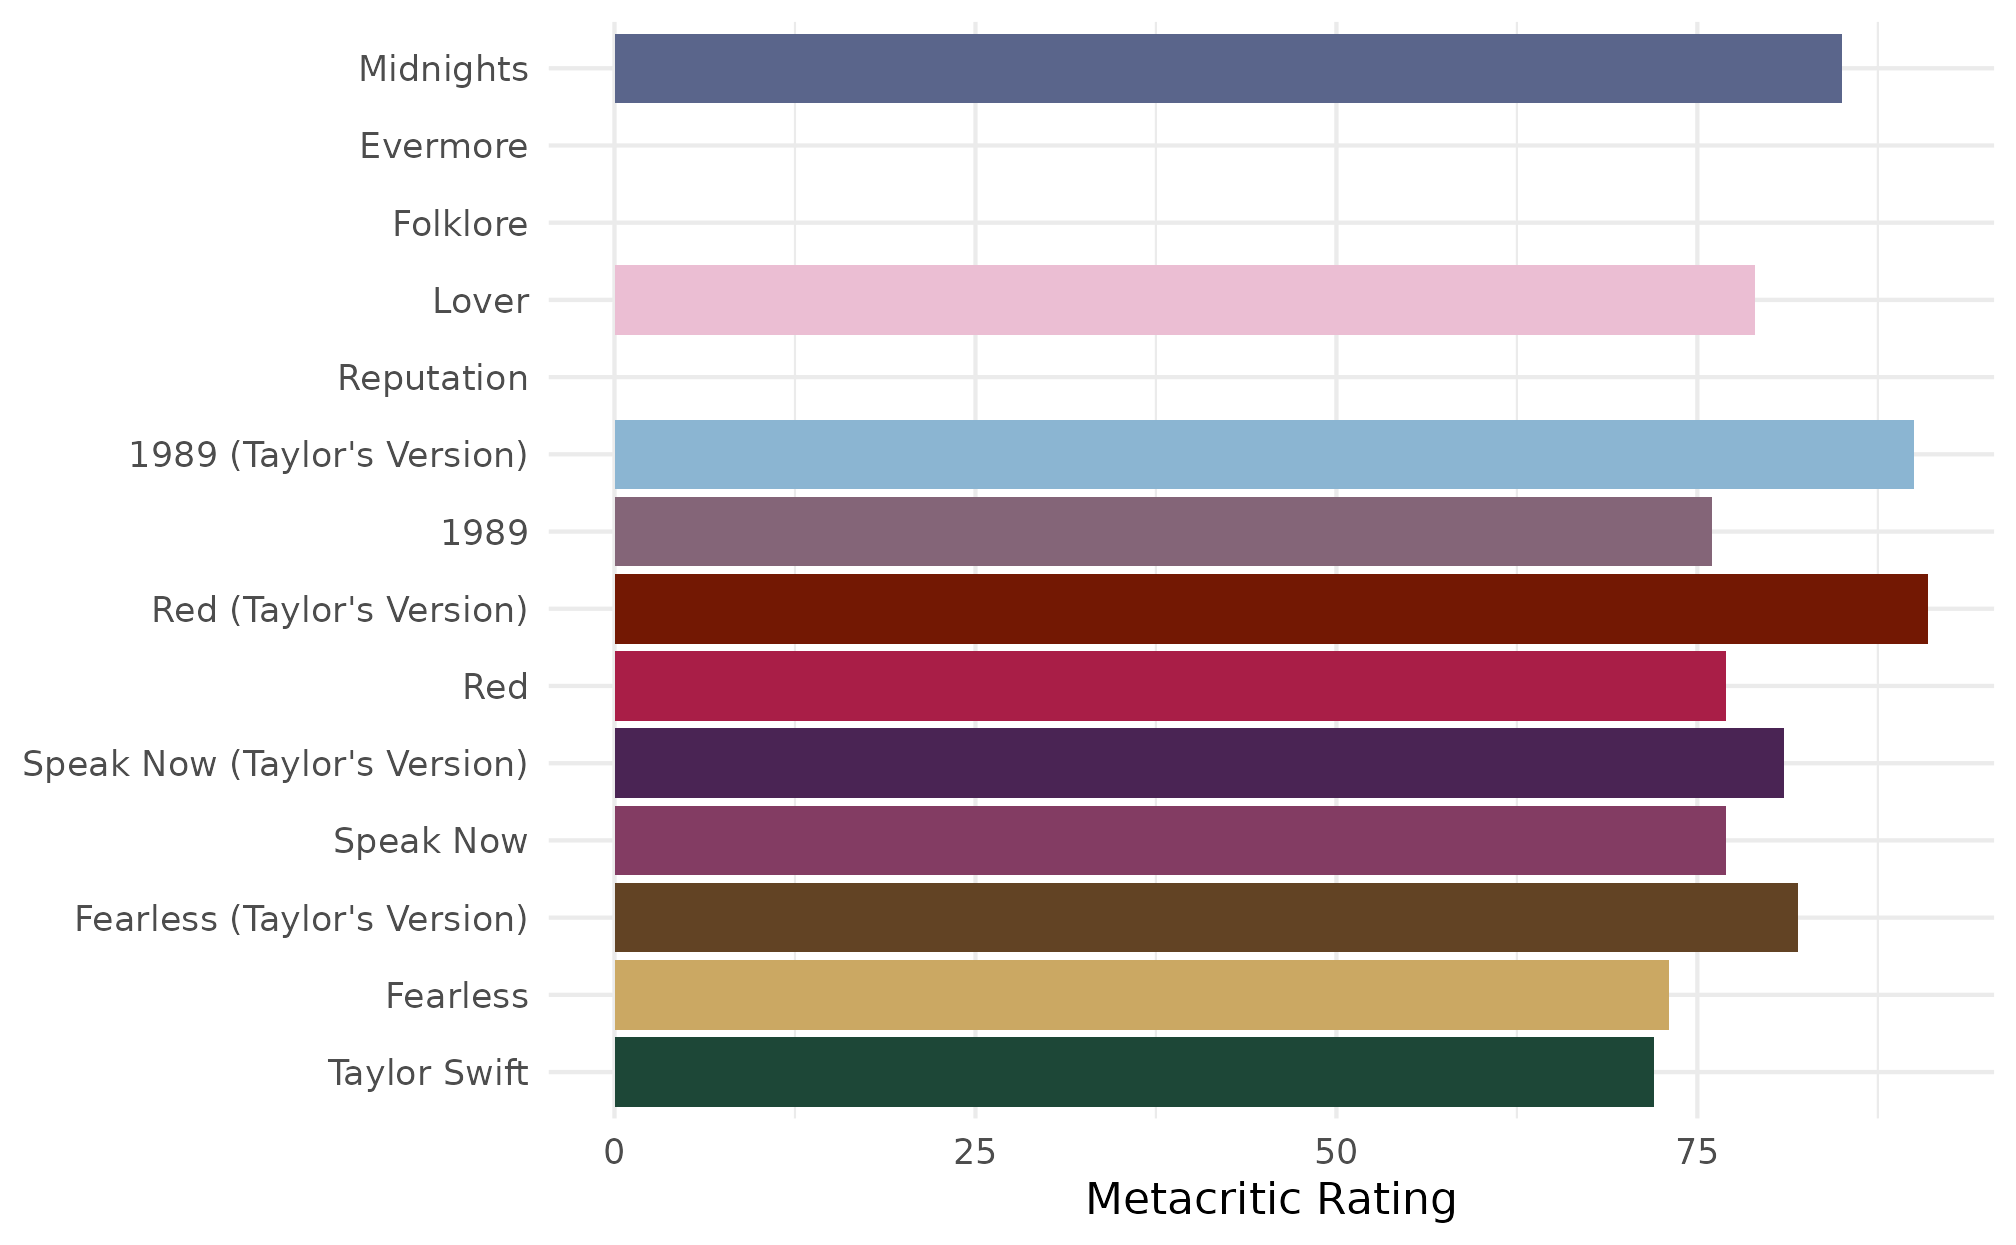 Midnights
Evermore
Folklore
Lover
Reputation
1989 (Taylor's Version)
1989
Red (Taylor's Version)
Red
Speak Now (Taylor's Version)
Speak Now
Fearless (Taylor's Version)
Fearless
Taylor Swift
0 25 50 75
Metacritic Rating